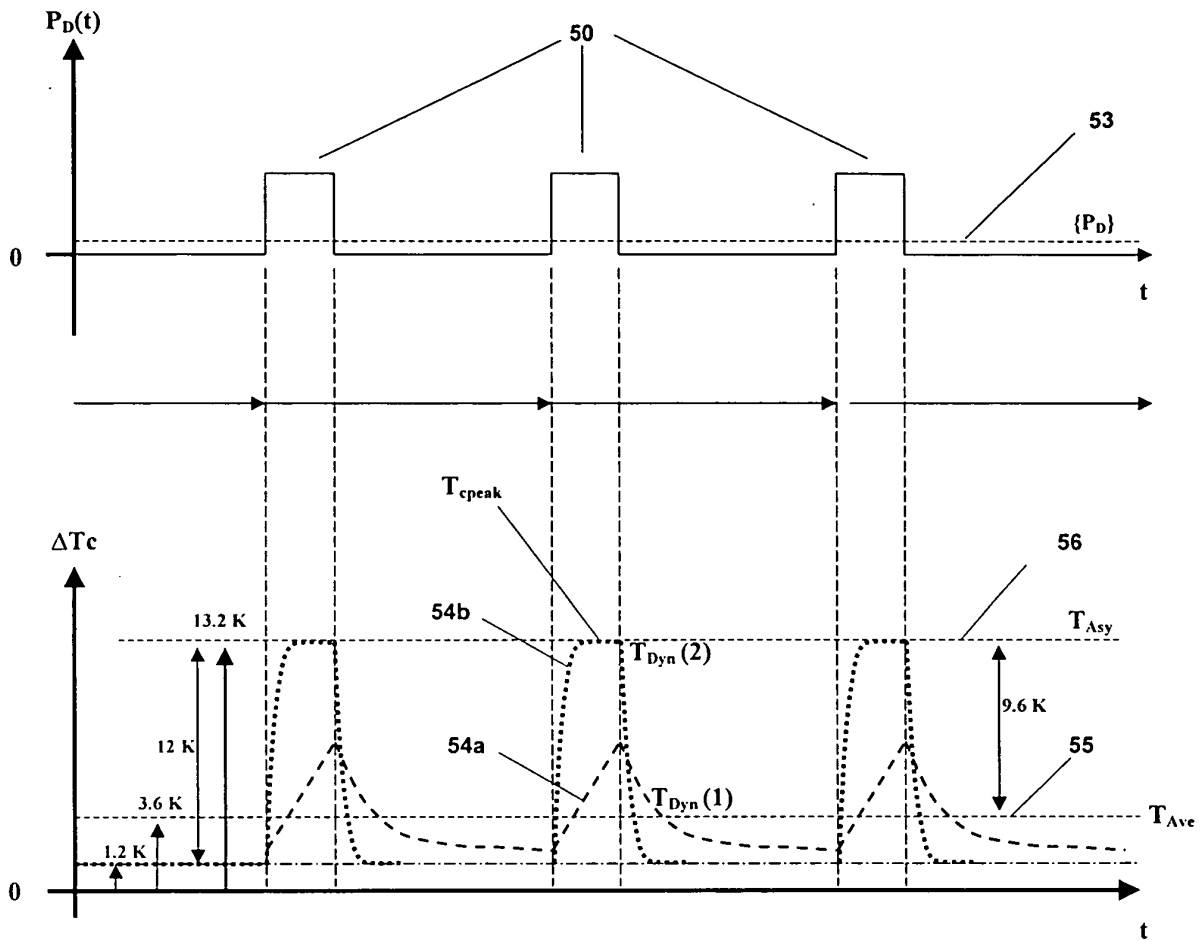 P_D(t)
50
53
{P_D}
0
t
T_cpeak
ΔTc
56
13.2 K
54b
T_Asy
T_Dyn (2)
9.6 K
12 K
54a
55
3.6 K
T_Dyn (1)
T_Ave
1.2 K
0
t